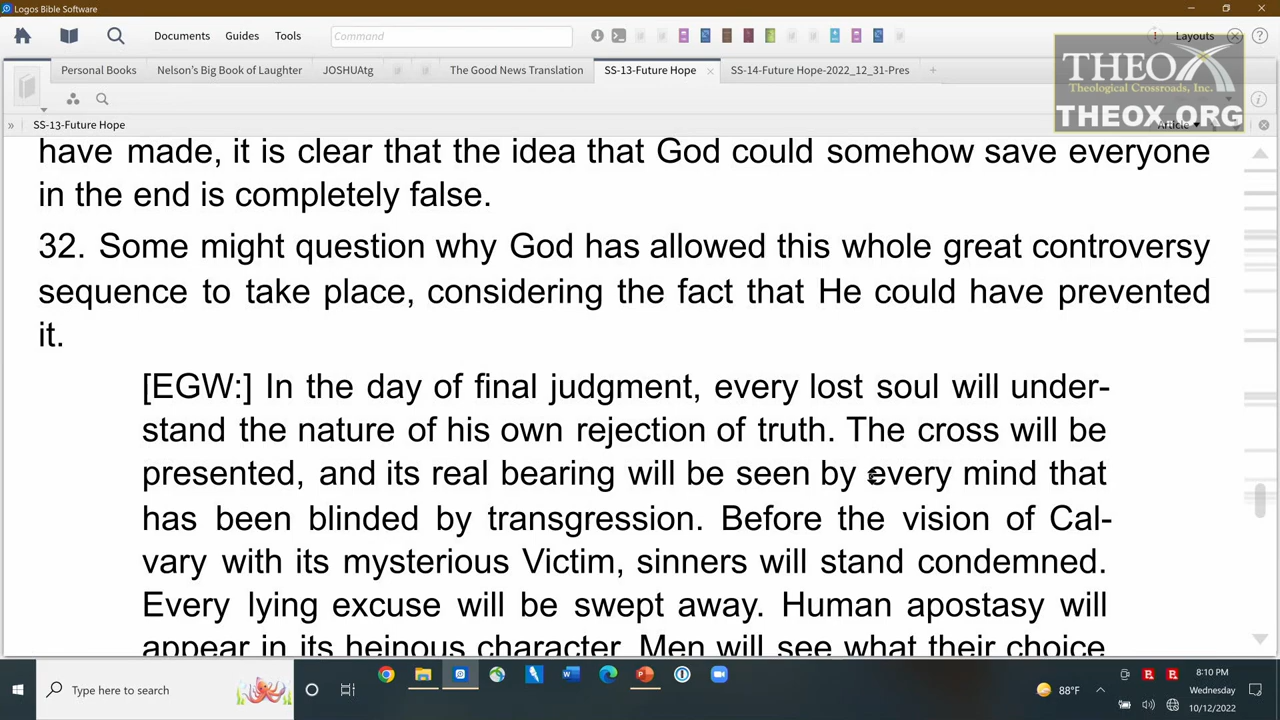 Logos Bible Software
Documents Guides Tools Command Layouts
Personal Books Nelson's Big Book of Laughter JOSHUAtg The Good News Translation SS-13-Future Hope SS-14-Future Hope-2022_12_31-Pres
THEOX
Theological Crossroads, Inc.
THEOX.ORG
SS-13-Future Hope Article
have made, it is clear that the idea that God could somehow save everyone
in the end is completely false.
32. Some might question why God has allowed this whole great controversy
sequence to take place, considering the fact that He could have prevented
it.
[EGW:] In the day of final judgment, every lost soul will under-
stand the nature of his own rejection of truth. The cross will be
presented, and its real bearing will be seen by every mind that
has been blinded by transgression. Before the vision of Cal-
vary with its mysterious Victim, sinners will stand condemned.
Every lying excuse will be swept away. Human apostasy will
appear in its heinous character. Men will see what their choice
Type here to search
88°F
8:10 PM
Wednesday
10/12/2022